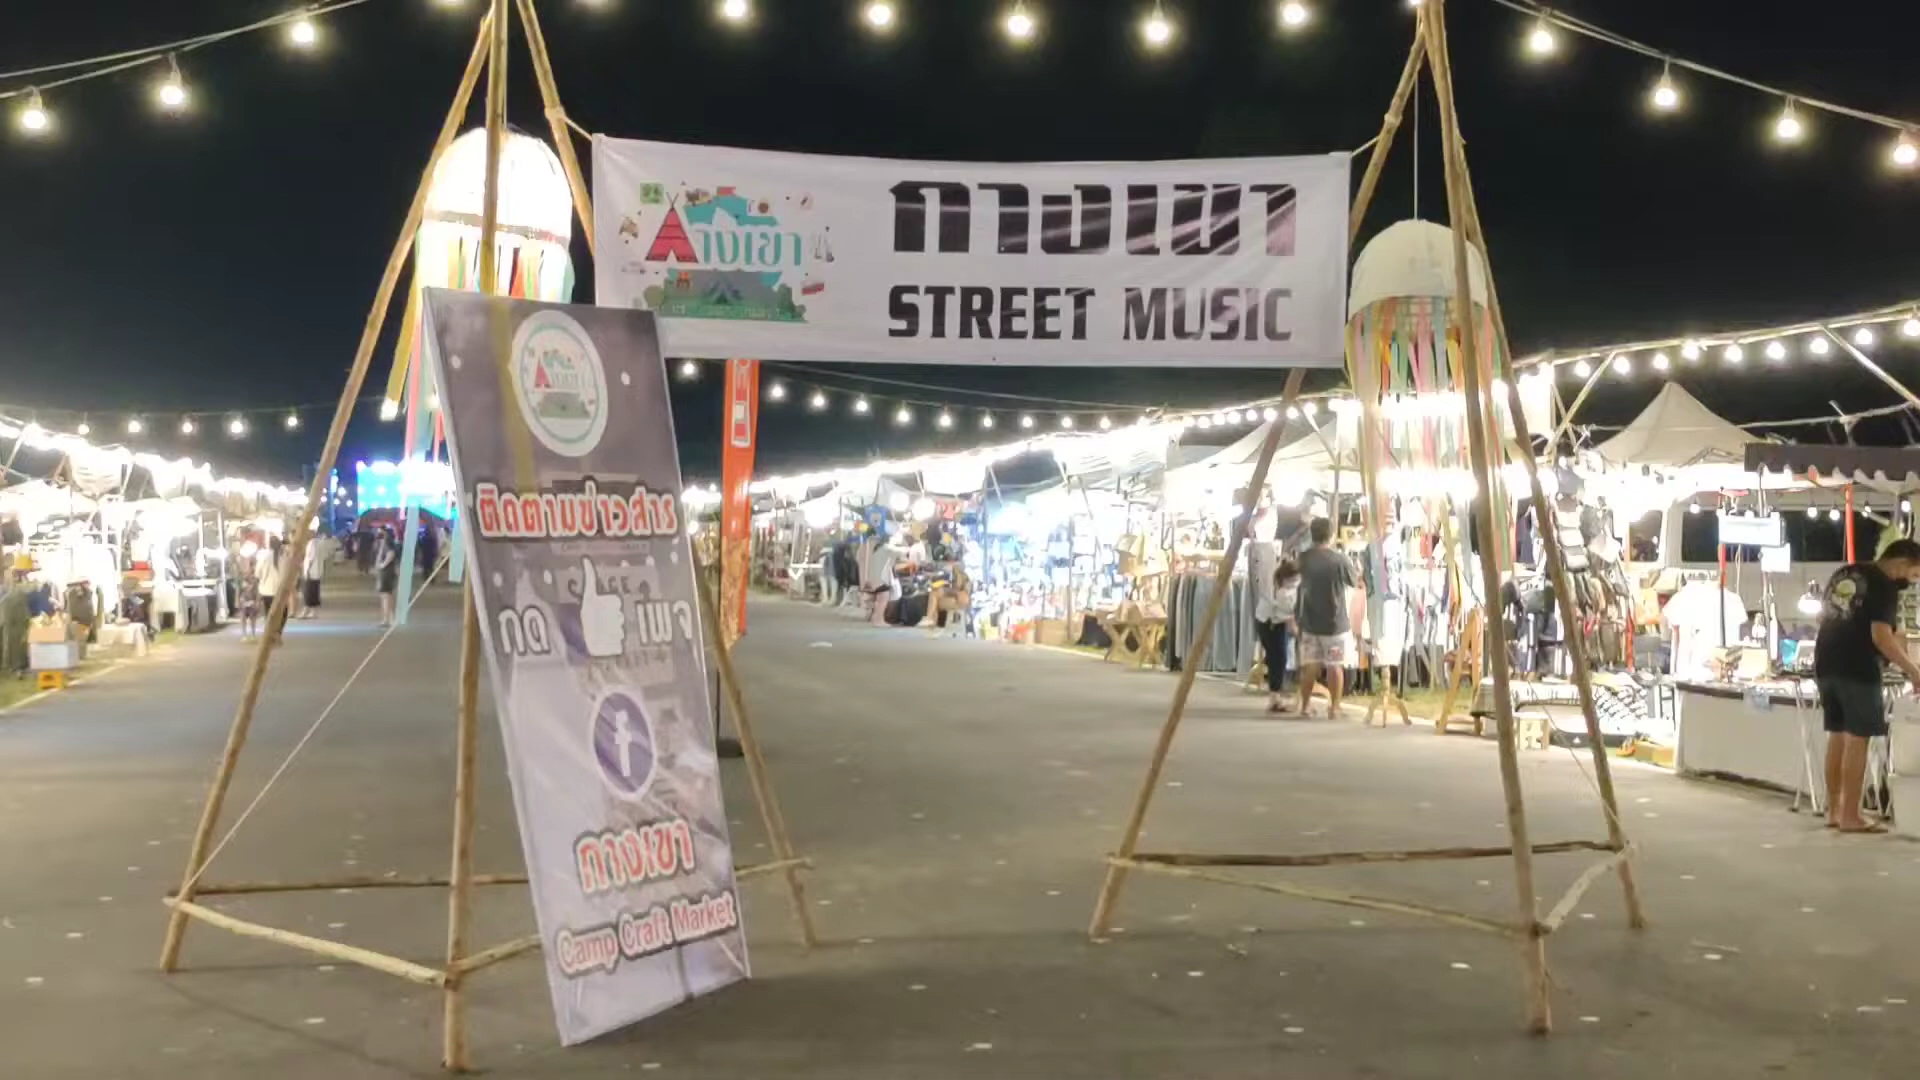 กางเขา
กางเขา
STREET MUSIC
ติดตามข่าวสาร
กด เพจ
f
กางเขา
Camp Craft Market